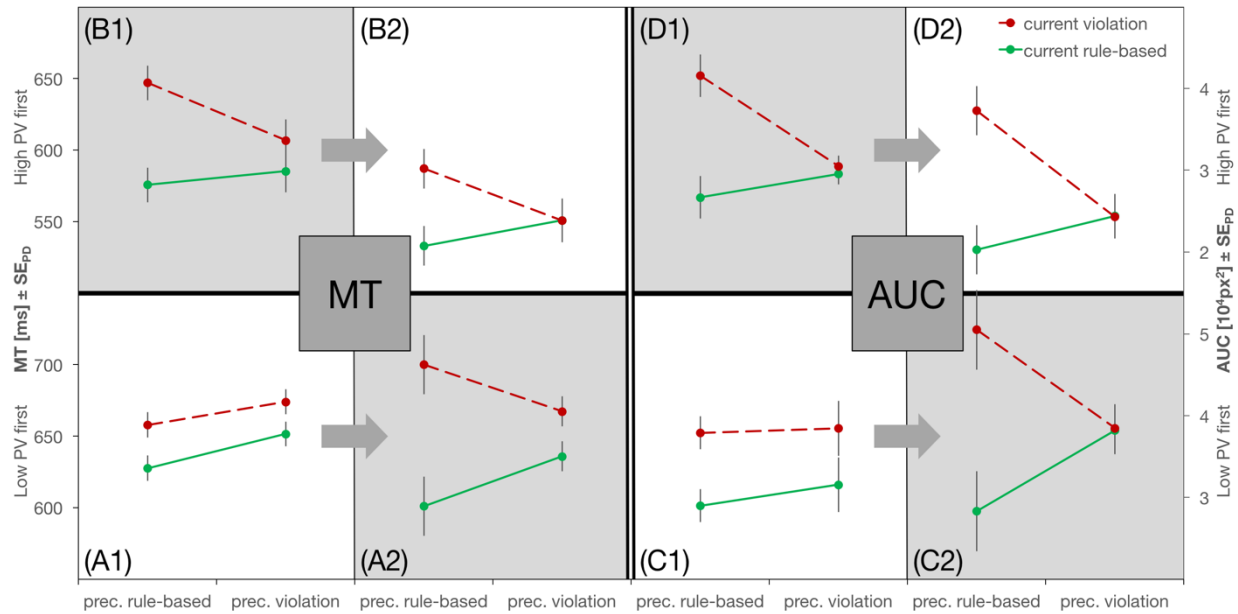 (B1)
(B2)
(D1)
(D2)
current violation
current rule-based
High PV first
650
600
550
4
3
2
High PV first
MT [ms] ± SE_PD
MT
AUC
AUC [10⁴px²] ± SE_PD
Low PV first
700
650
600
5
4
3
Low PV first
(A1)
(A2)
(C1)
(C2)
prec. rule-based
prec. violation
prec. rule-based
prec. violation
prec. rule-based
prec. violation
prec. rule-based
prec. violation